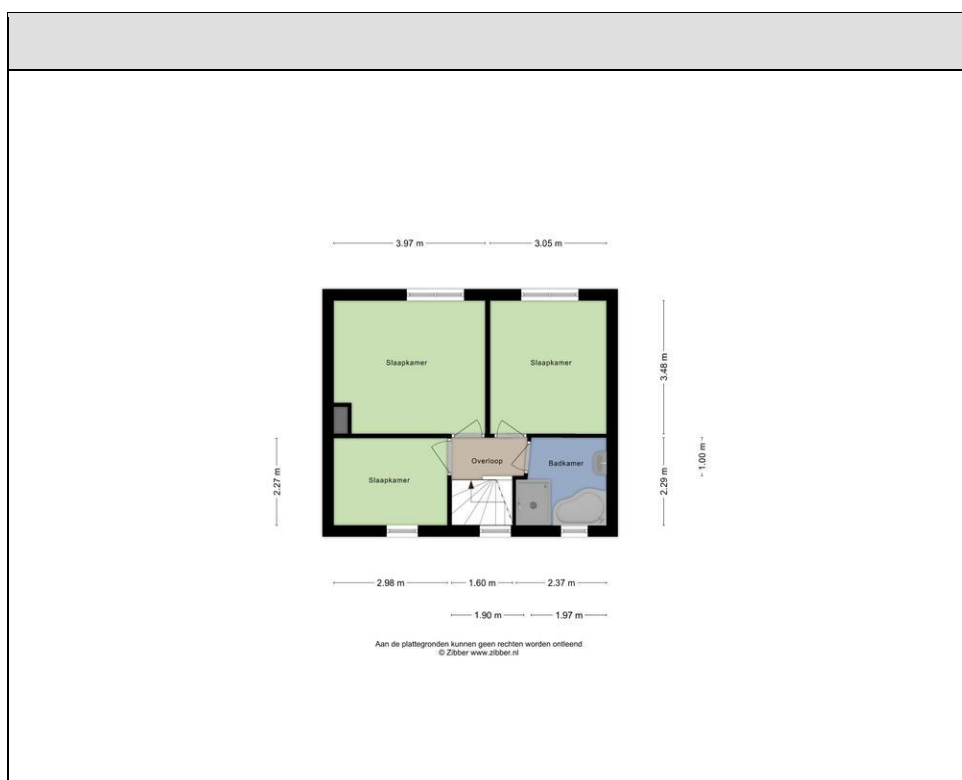 3.97 m
3.05 m
Slaapkamer
Slaapkamer
3.48 m
Overloop
Badkamer
Slaapkamer
2.27 m
2.29 m
1.00 m
2.98 m
1.60 m
2.37 m
1.90 m
1.97 m
Aan de plattegronden kunnen geen rechten worden ontleend
© Zibber www.zibber.nl